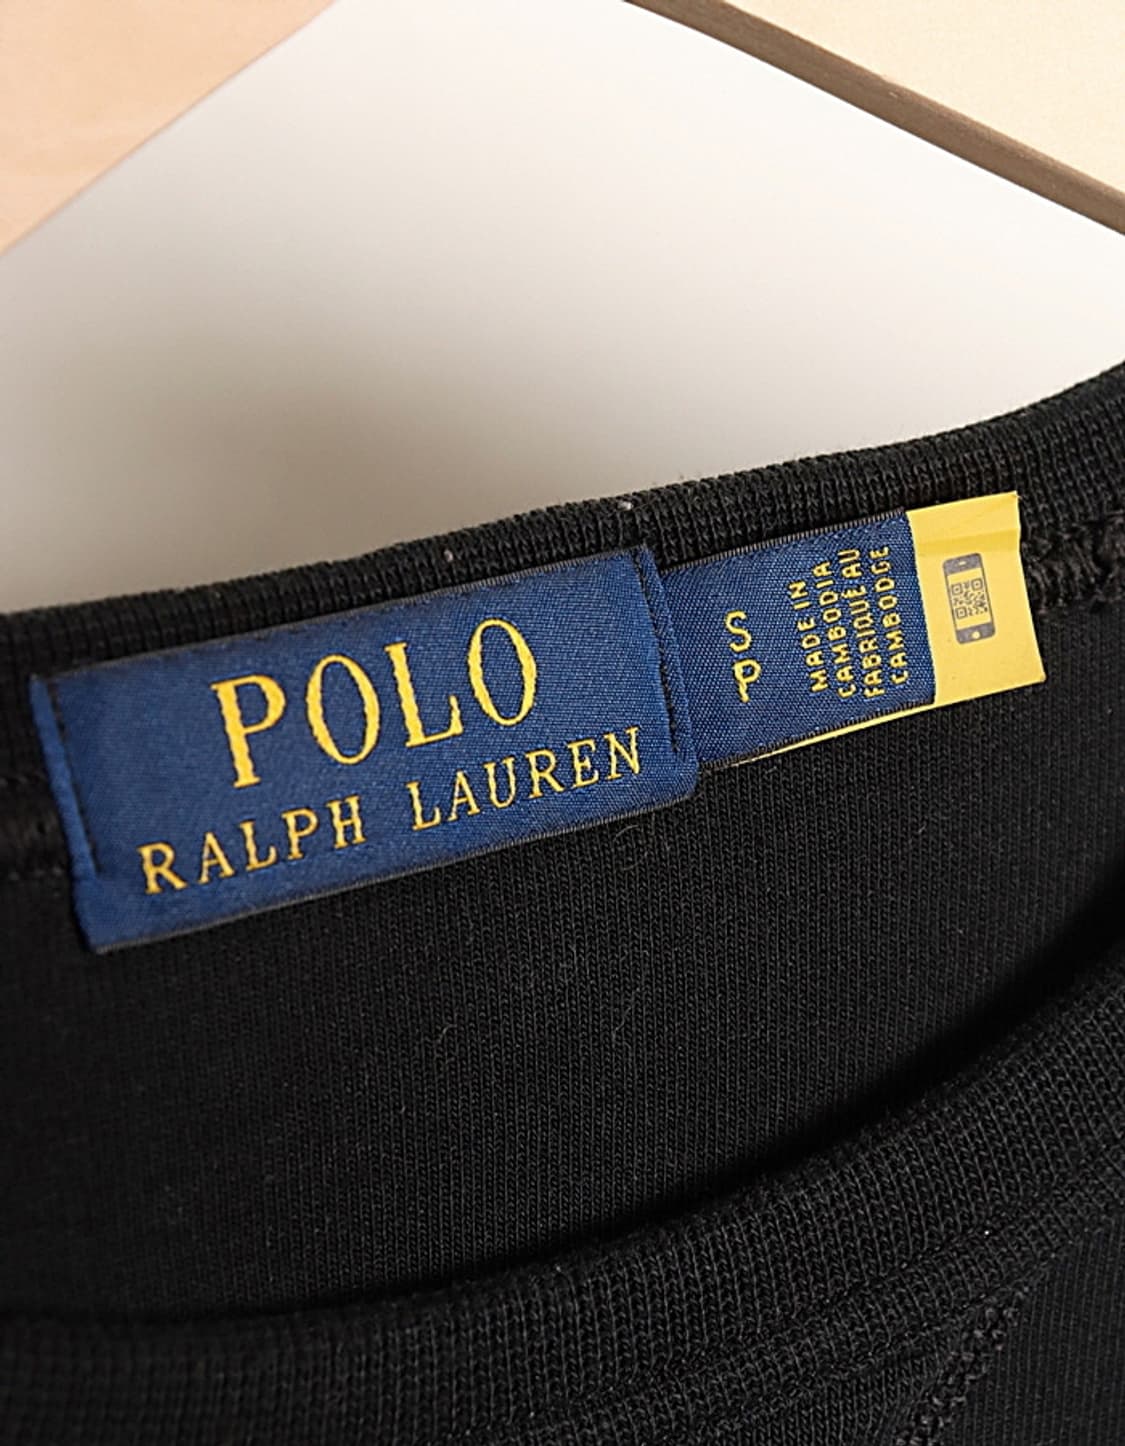 POLO
RALPH LAUREN
S
P
MADE IN
CAMBODIA
FABRIQUÉ AU
CAMBODGE